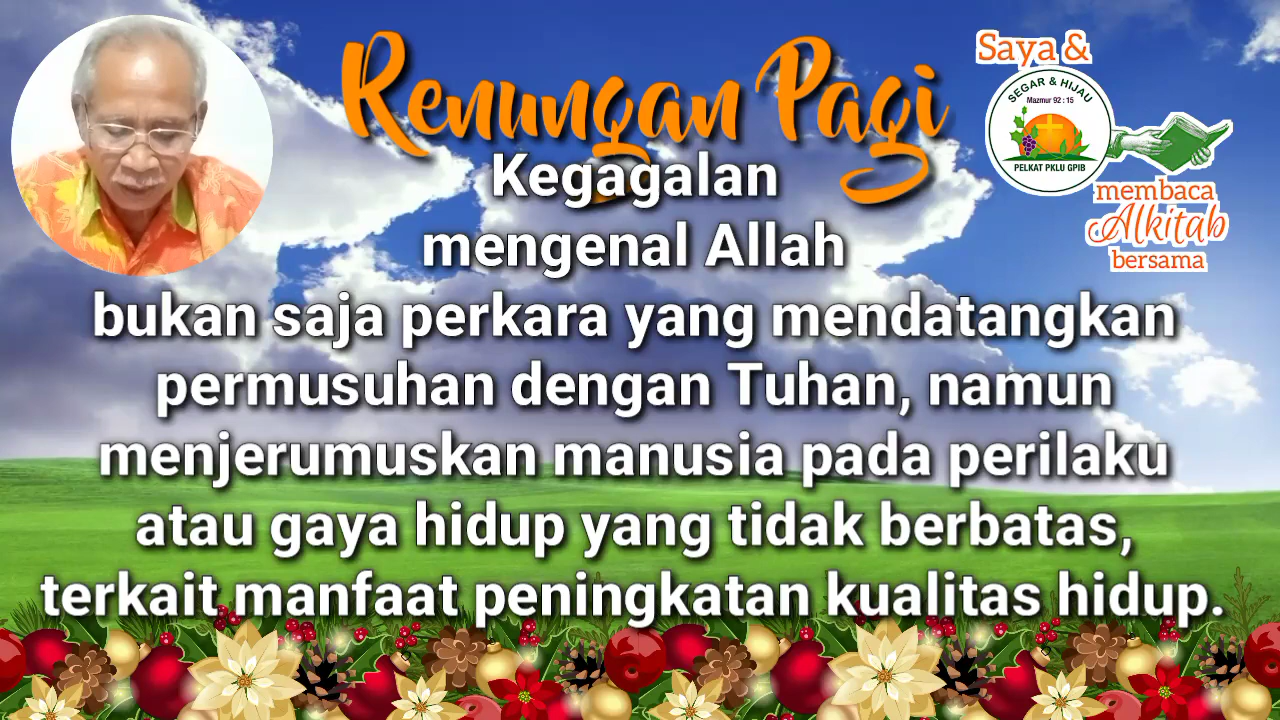 Renungan Pagi
Saya &
SEGAR & HIJAU
Mazmur 92 : 15
PELKAT PKLU GPIB
membaca
Alkitab
bersama
Kegagalan
mengenal Allah
bukan saja perkara yang mendatangkan
permusuhan dengan Tuhan, namun
menjerumuskan manusia pada perilaku
atau gaya hidup yang tidak berbatas,
terkait manfaat peningkatan kualitas hidup.